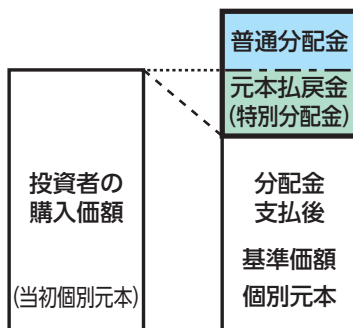 普通分配金
元本払戻金
(特別分配金)
投資者の
購入価額
(当初個別元本)
分配金
支払後
基準価額
個別元本